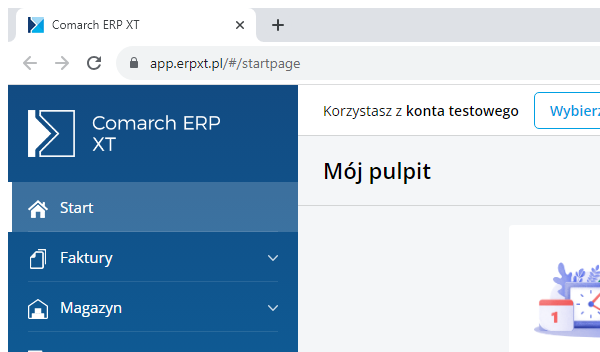 Comarch ERP XT
app.erpxt.pl/#/startpage
Comarch ERP
XT
Korzystasz z konta testowego
Mój pulpit
Start
Faktury
Magazyn
1